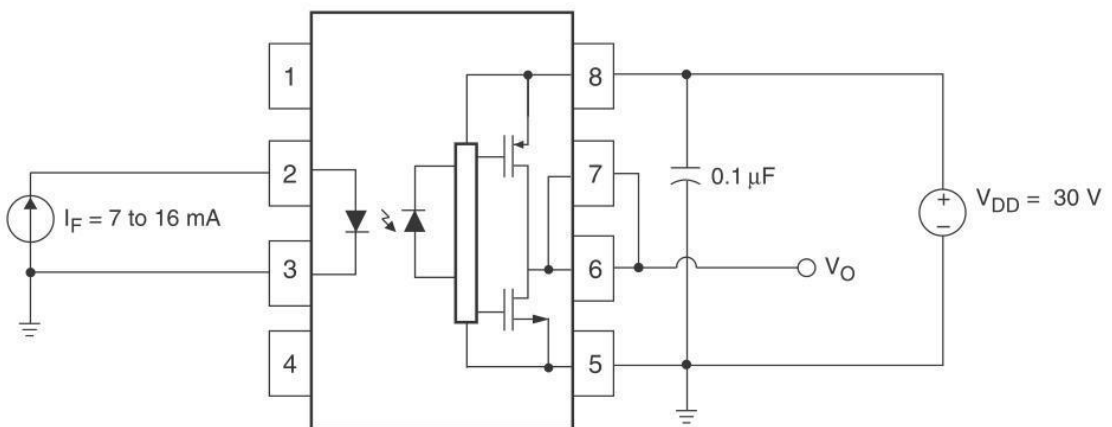 1
8
2
7
0.1 μF
V_DD = 30 V
+
−
I_F = 7 to 16 mA
3
6
V_O
4
5